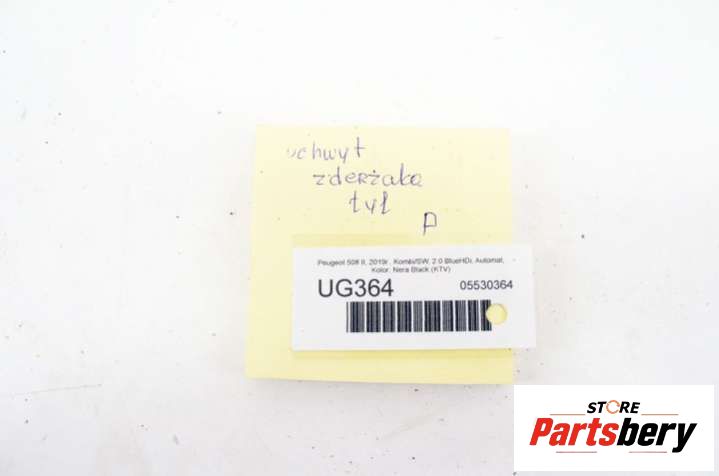 uchwyt
zderzaka
tył
P
Peugeot 508 II, 2019r., Kombi/SW, 2.0 BlueHDi, Automat,
Kolor: Nera Black (KTV)
UG364
05530364
STORE
Partsbery